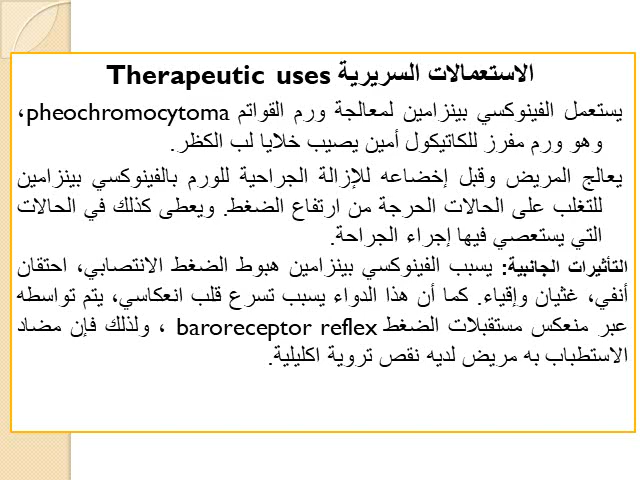 الاستعمالات السريرية Therapeutic uses
يستعمل الفينوكسي بينزامين لمعالجة ورم القواتم pheochromocytoma،
وهو ورم مفرز للكاتيكول أمين يصيب خلايا لب الكظر.
يعالج المريض وقبل إخضاعه للإزالة الجراحية للورم بالفينوكسي بينزامين
للتغلب على الحالات الحرجة من ارتفاع الضغط. ويعطى كذلك في الحالات
التي يستعصي فيها إجراء الجراحة.
التأثيرات الجانبية: يسبب الفينوكسي بينزامين هبوط الضغط الانتصابي، احتقان
أنفي، غثيان وإقياء. كما أن هذا الدواء يسبب تسرع قلب انعكاسي، يتم تواسطه
عبر منعكس مستقبلات الضغط baroreceptor reflex ، ولذلك فإن مضاد
الاستطباب به مريض لديه نقص تروية اكليلية.